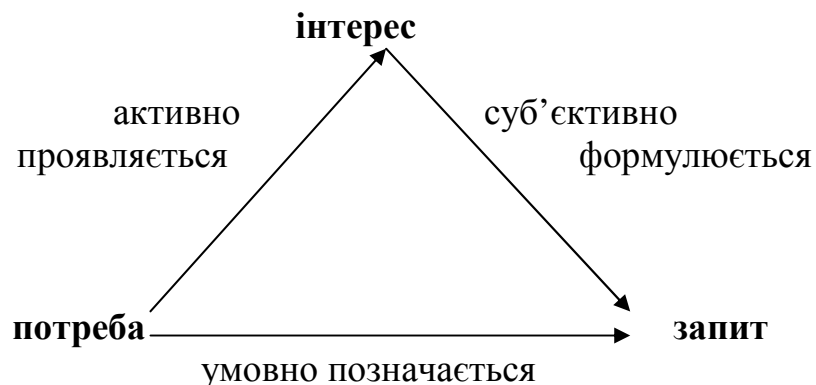 інтерес
активно
проявляється
суб’єктивно
формулюється
потреба
запит
умовно позначається